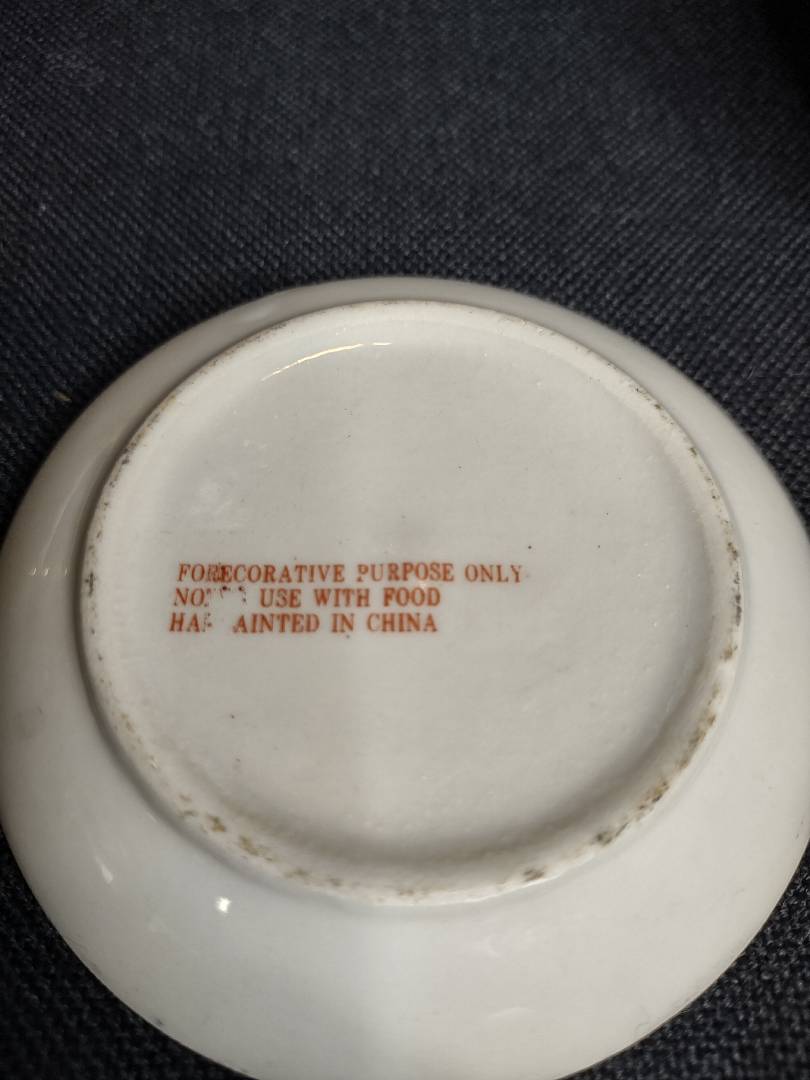 FORECORATIVE PURPOSE ONLY
USE WITH FOOD
AINTED IN CHINA